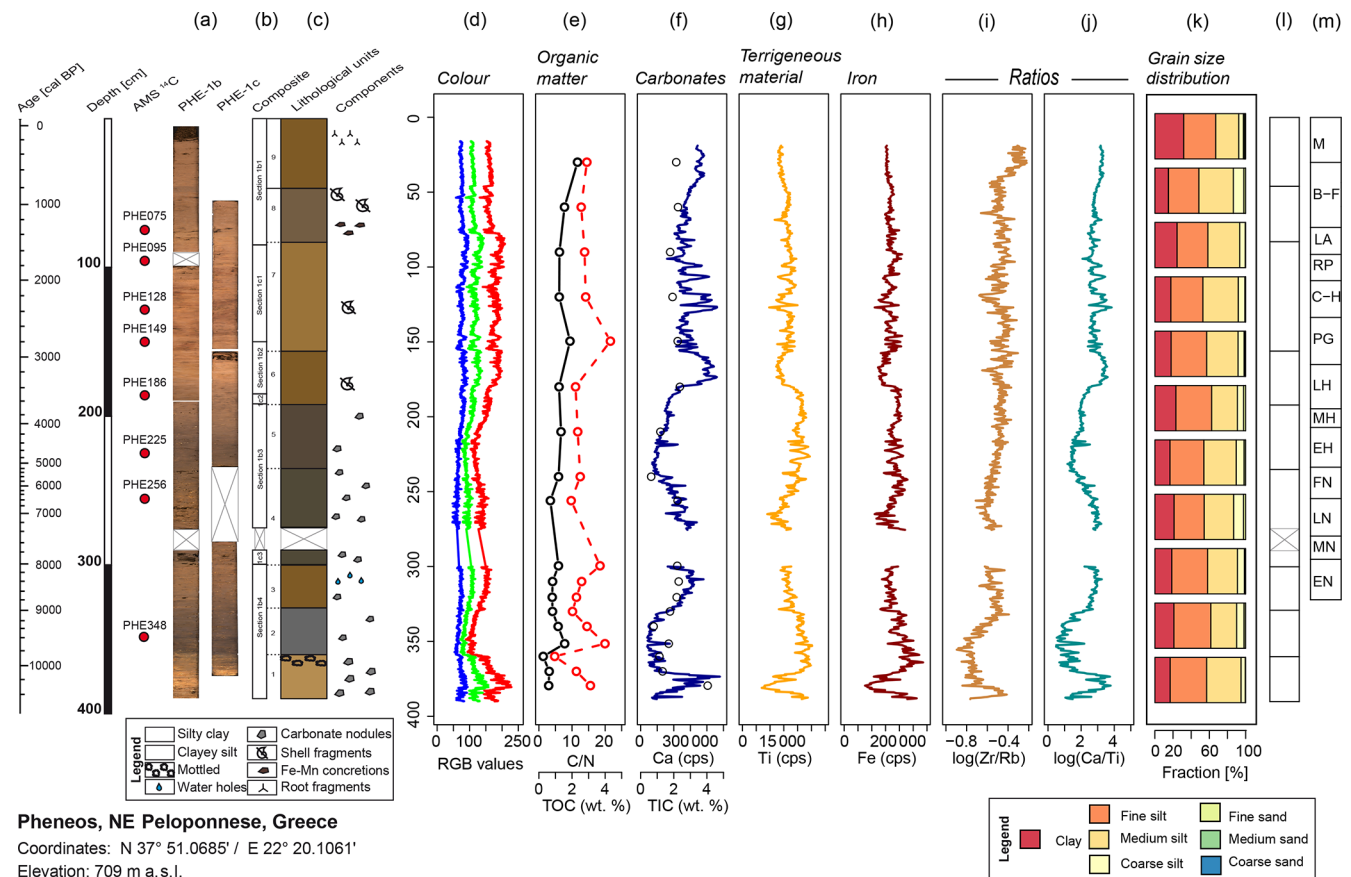 (a)
(b)
(c)
(d)
(e)
(f)
(g)
(h)
(i)
(j)
(k)
(l)
(m)
Age [cal BP]
Depth [cm]
AMS ¹⁴C
PHE-1b
PHE-1c
Composite
Lithological units
Components
Colour
Organic matter
Carbonates
Terrigeneous material
Iron
Ratios
Grain size distribution
0
1000
2000
3000
4000
5000
6000
7000
8000
9000
10000
100
200
300
400
PHE075
PHE095
PHE128
PHE149
PHE186
PHE225
PHE256
PHE348
Section 1b1
Section 1c1
Section 1b2
1c2
Section 1b3
1c3
Section 1b4
9
8
7
6
5
4
3
2
1
0
50
100
150
200
250
300
350
400
0 100 250
RGB values
0 10 20
C/N
0 2 4
TOC (wt. %)
0 300 000
Ca (cps)
0 2 4
TIC (wt. %)
15 000
Ti (cps)
0 200 000
Fe (cps)
−0.8 −0.4
log(Zr/Rb)
0 2 4
log(Ca/Ti)
0 20 60 100
Fraction [%]
M
B−F
LA
RP
C−H
PG
LH
MH
EH
FN
LN
MN
EN
Legend
Silty clay
Clayey silt
Mottled
Water holes
Carbonate nodules
Shell fragments
Fe-Mn concretions
Root fragments
Pheneos, NE Peloponnese, Greece
Coordinates: N 37° 51.0685' / E 22° 20.1061'
Elevation: 709 m a.s.l.
Legend
Clay
Fine silt
Medium silt
Coarse silt
Fine sand
Medium sand
Coarse sand